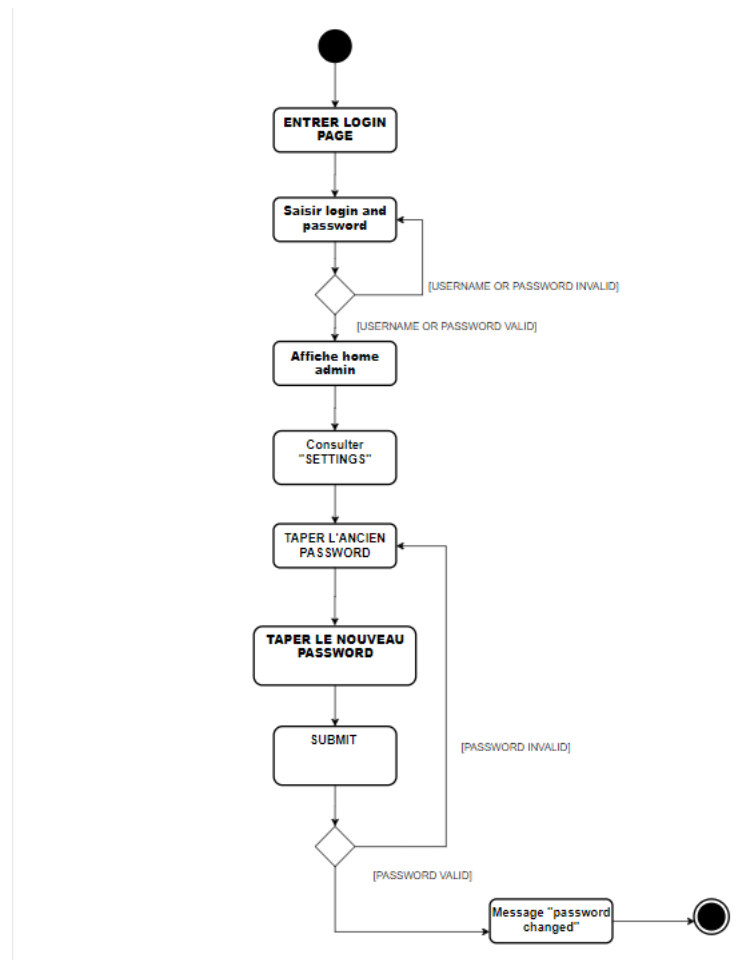 ENTRER LOGIN
PAGE
Saisir login and
password
[USERNAME OR PASSWORD INVALID]
[USERNAME OR PASSWORD VALID]
Affiche home
admin
Consulter
"SETTINGS"
TAPER L'ANCIEN
PASSWORD
TAPER LE NOUVEAU
PASSWORD
SUBMIT
[PASSWORD INVALID]
[PASSWORD VALID]
Message "password
changed"